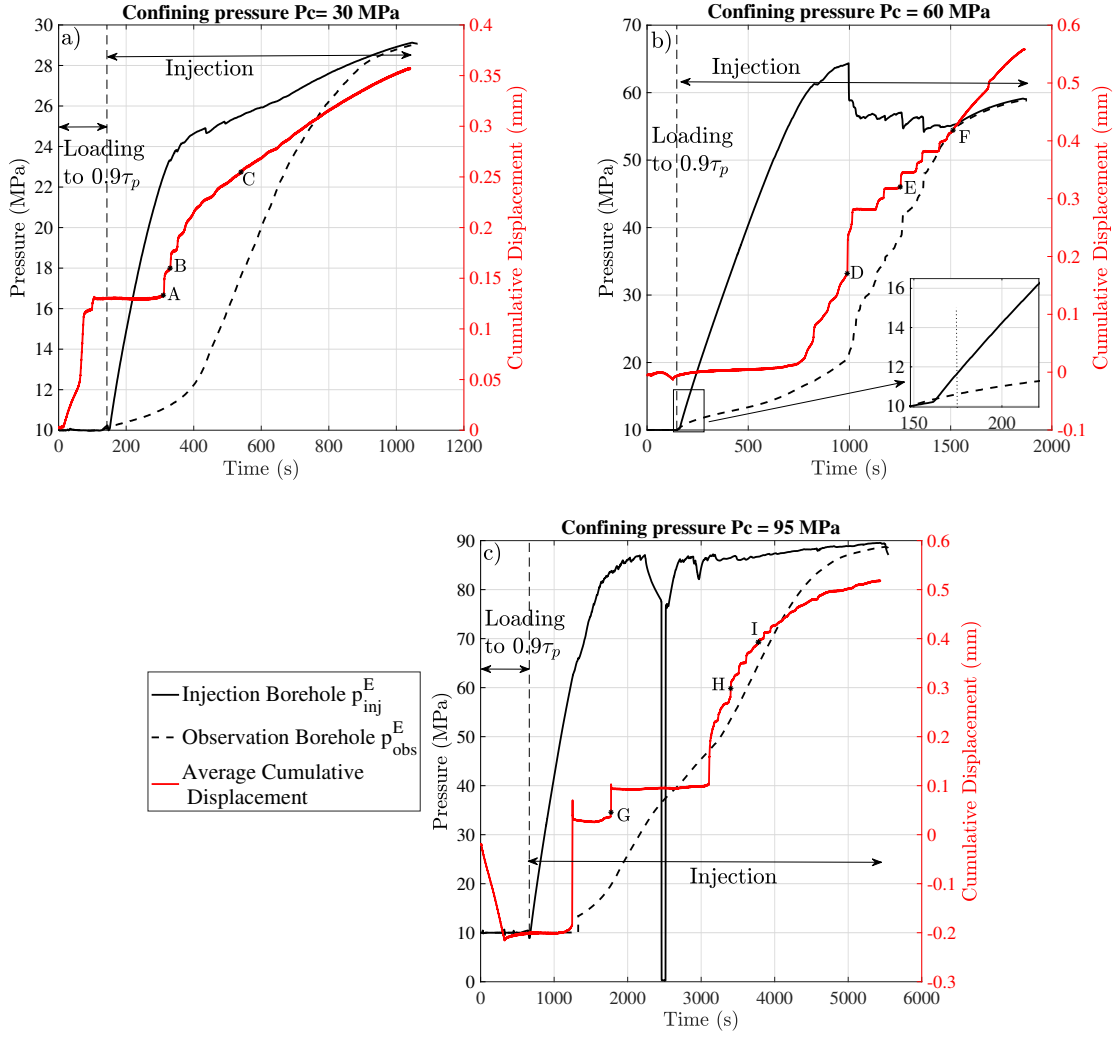 Confining pressure Pc= 30 MPa
a)
Injection
Loading
to 0.9τp
A
B
C
30
28
26
24
22
20
18
16
14
12
10
Pressure (MPa)
0.4
0.35
0.3
0.25
0.2
0.15
0.1
0.05
0
Cumulative Displacement (mm)
0
200
400
600
800
1000
1200
Time (s)
Confining pressure Pc = 60 MPa
b)
Injection
Loading
to 0.9τp
D
E
F
70
60
50
40
30
20
10
Pressure (MPa)
0.6
0.5
0.4
0.3
0.2
0.1
0
-0.1
Cumulative Displacement (mm)
16
14
12
10
150
200
0
500
1000
1500
2000
Time (s)
Confining pressure Pc = 95 MPa
c)
Loading
to 0.9τp
Injection
G
H
I
90
80
70
60
50
40
30
20
10
0
Pressure (MPa)
0.6
0.5
0.4
0.3
0.2
0.1
0
-0.1
-0.2
-0.3
Cumulative Displacement (mm)
0
1000
2000
3000
4000
5000
6000
Time (s)
Injection Borehole p_inj^E
Observation Borehole p_obs^E
Average Cumulative
Displacement